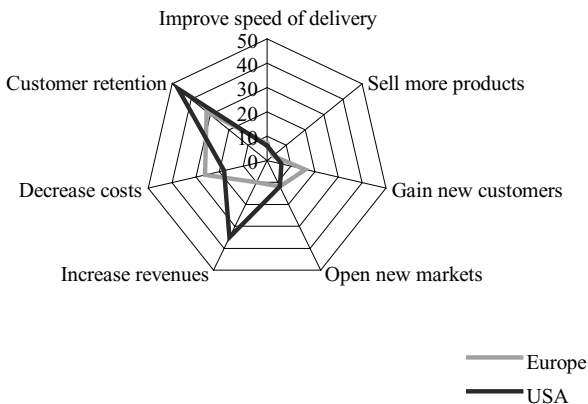 Improve speed of delivery
50
40
30
20
10
0
Customer retention
Sell more products
Decrease costs
Gain new customers
Increase revenues
Open new markets
Europe
USA